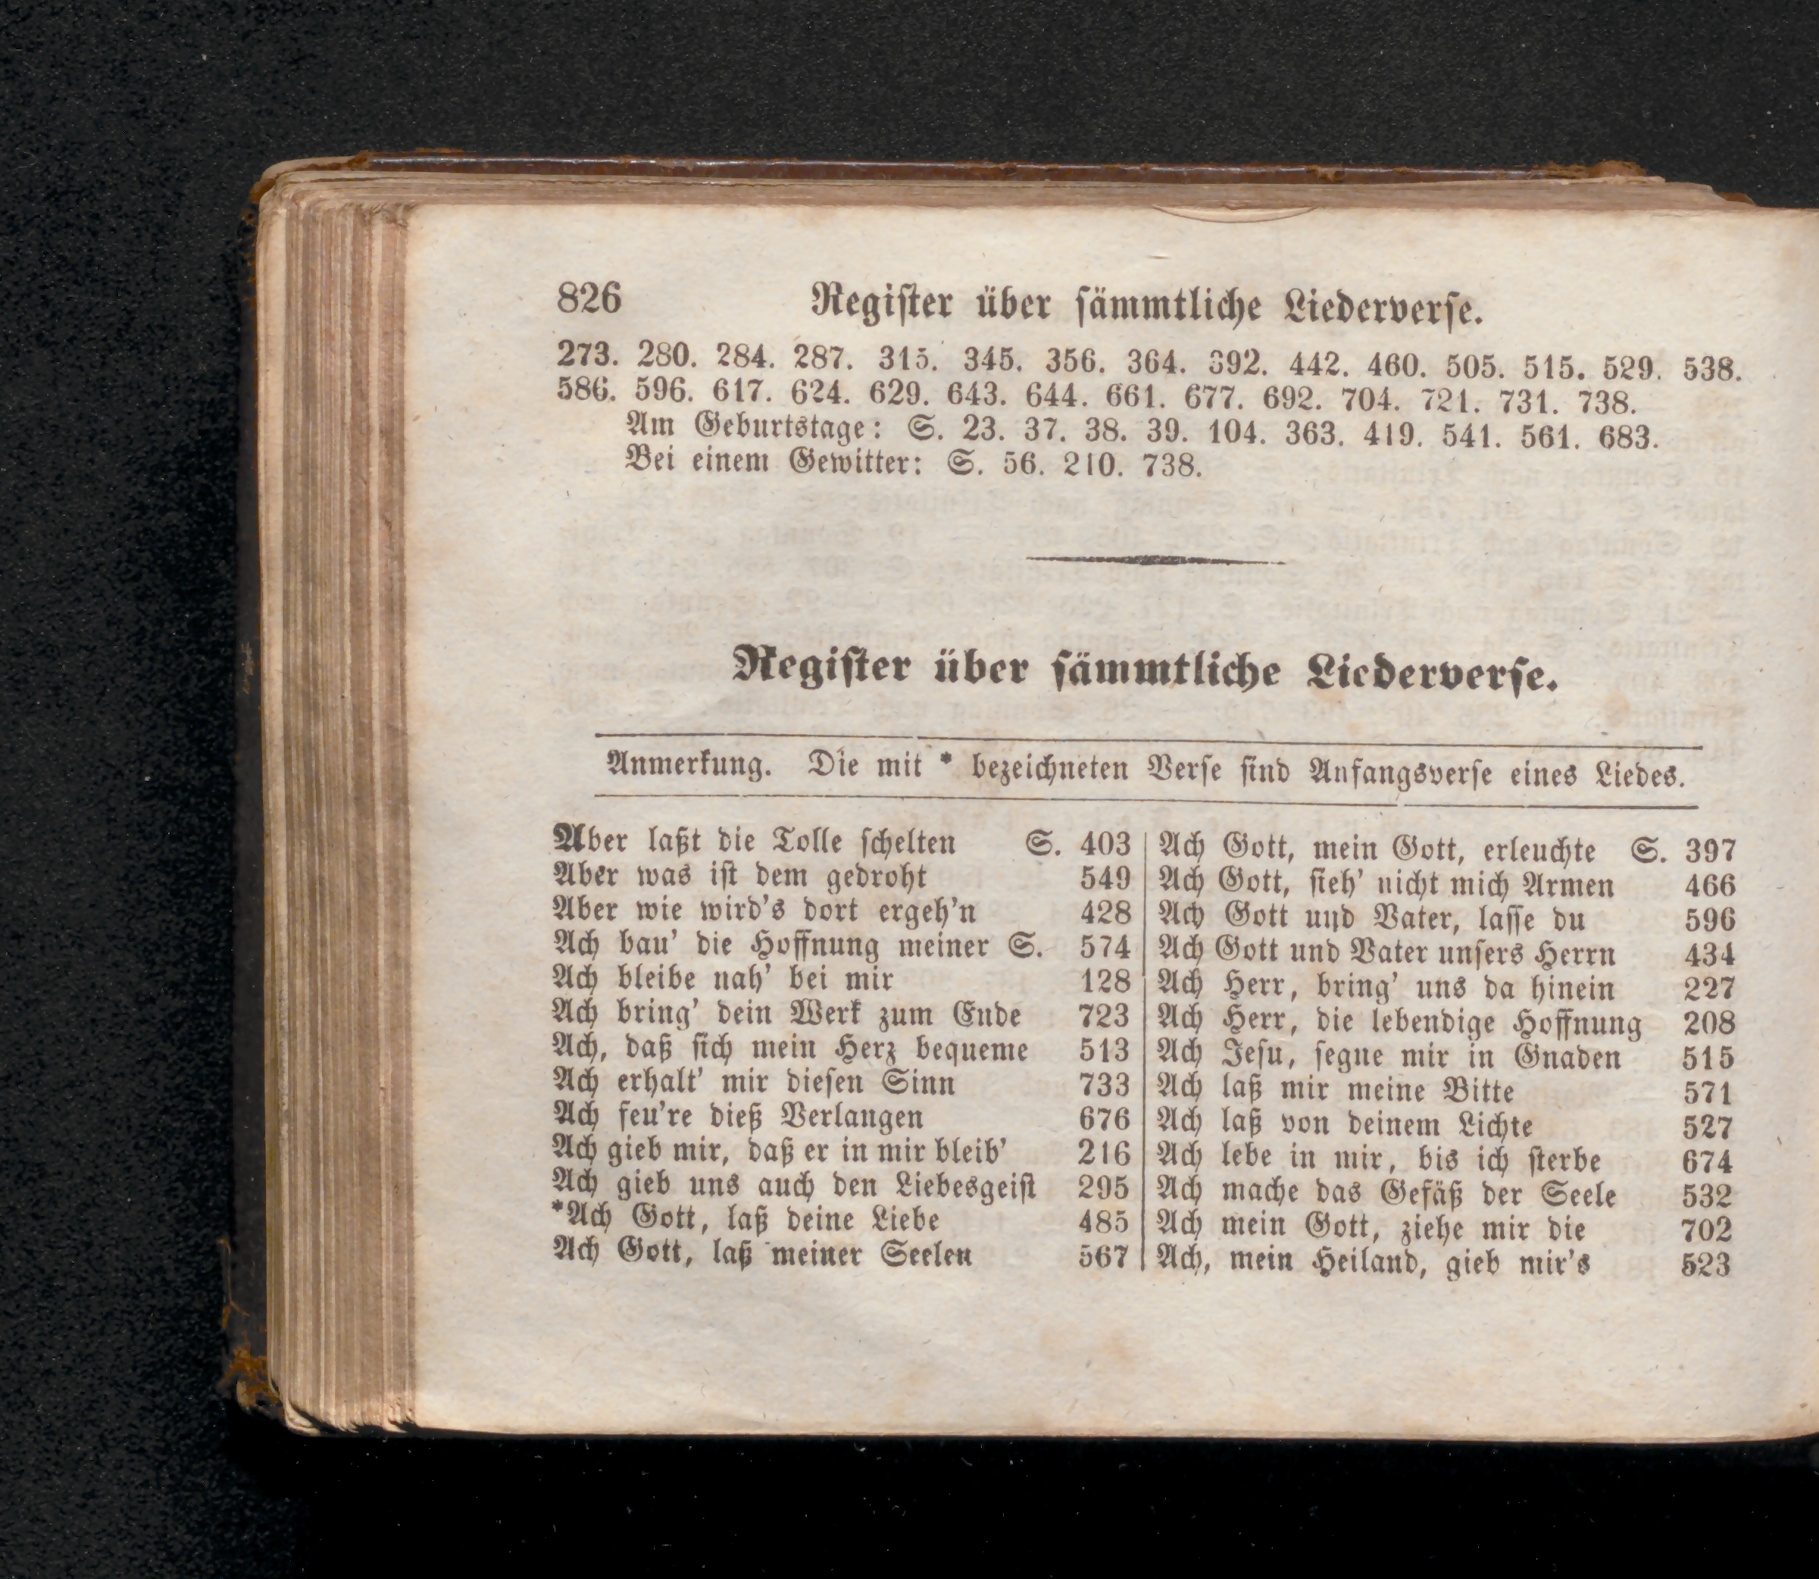 826 Register über sämmtliche Liederverse.
273. 280. 284. 287. 315. 345. 356. 364. 392. 442. 460. 505. 515. 529. 538.
586. 596. 617. 624. 629. 643. 644. 661. 677. 692. 704. 721. 731. 738.
Am Geburtstage: S. 23. 37. 38. 39. 104. 363. 419. 541. 561. 683.
Bei einem Gewitter: S. 56. 210. 738.
Register über sämmtliche Liederverse.
Anmerkung. Die mit * bezeichneten Verse sind Anfangsverse eines Liedes.
Aber laßt die Tolle schelten S. 403
Aber was ist dem gedroht 549
Aber wie wird's dort ergeh'n 428
Ach bau' die Hoffnung meiner S. 574
Ach bleibe nah' bei mir 128
Ach bring' dein Werk zum Ende 723
Ach, daß sich mein Herz bequeme 513
Ach erhalt' mir diesen Sinn 733
Ach feu're dieß Verlangen 676
Ach gieb mir, daß er in mir bleib' 216
Ach gieb uns auch den Liebesgeist 295
*Ach Gott, laß deine Liebe 485
Ach Gott, laß meiner Seelen 567
Ach Gott, mein Gott, erleuchte S. 397
Ach Gott, sieh' nicht mich Armen 466
Ach Gott und Vater, lasse du 596
Ach Gott und Vater unsers Herrn 434
Ach Herr, bring' uns da hinein 227
Ach Herr, die lebendige Hoffnung 208
Ach Jesu, segne mir in Gnaden 515
Ach laß mir meine Bitte 571
Ach laß von deinem Lichte 527
Ach lebe in mir, bis ich sterbe 674
Ach mache das Gefäß der Seele 532
Ach mein Gott, ziehe mir die 702
Ach, mein Heiland, gieb mir's 523